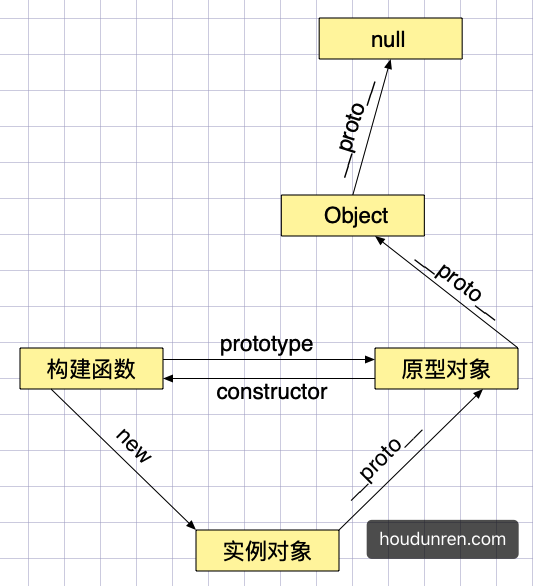 null
__proto__
Object
__proto__
prototype
构建函数
原型对象
constructor
new
__proto__
实例对象
houdunren.com